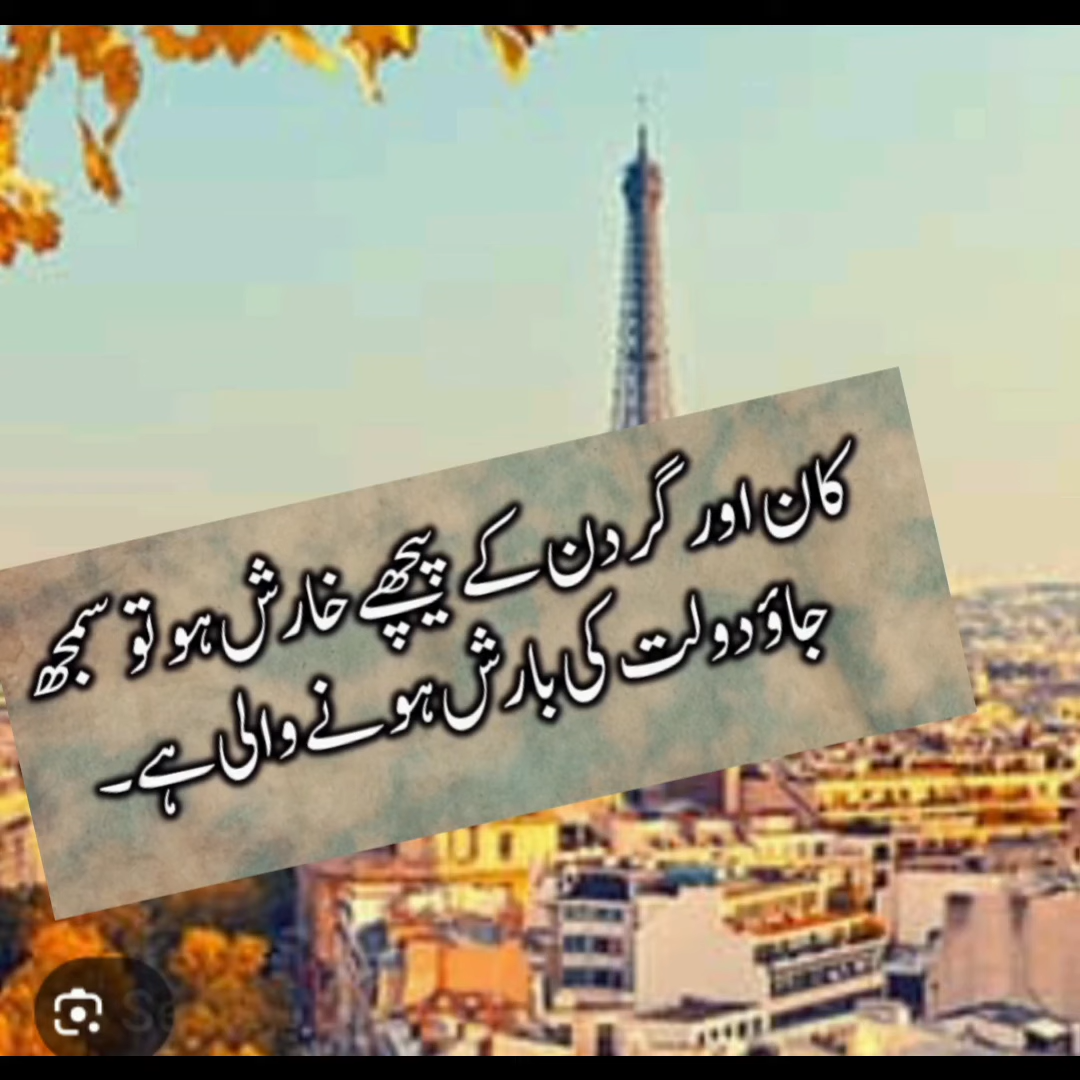 کان اور گردن کے پیچھے خارش ہو تو سمجھ
جاؤ دولت کی بارش ہونے والی ہے۔